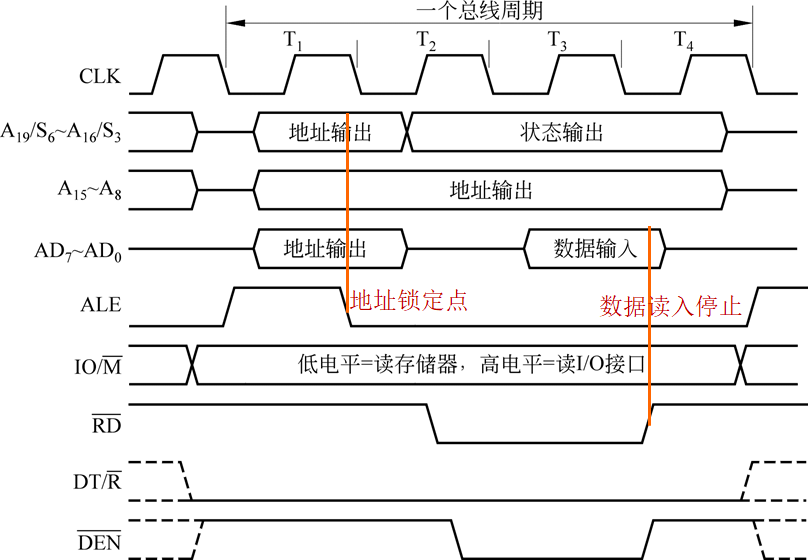 一个总线周期
T₁ T₂ T₃ T₄
CLK
A₁₉/S₆~A₁₆/S₃ 地址输出 状态输出
A₁₅~A₈ 地址输出
AD₇~AD₀ 地址输出 数据输入
ALE 地址锁定点 数据读入停止
IO/M̅ 低电平=读存储器，高电平=读I/O接口
R̅D̅
DT/R̅
D̅E̅N̅